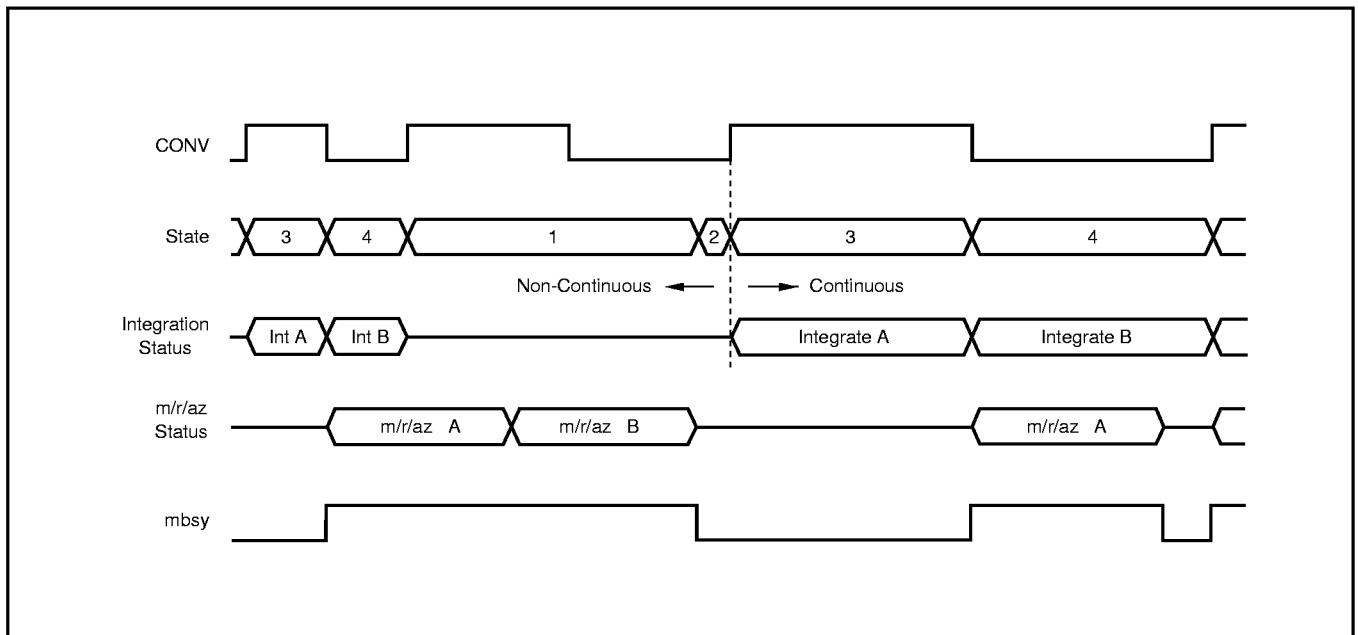 CONV
State
3
4
1
2
3
4
Non-Continuous
Continuous
Integration
Status
Int A
Int B
Integrate A
Integrate B
m/r/az
Status
m/r/az A
m/r/az B
m/r/az A
mbsy